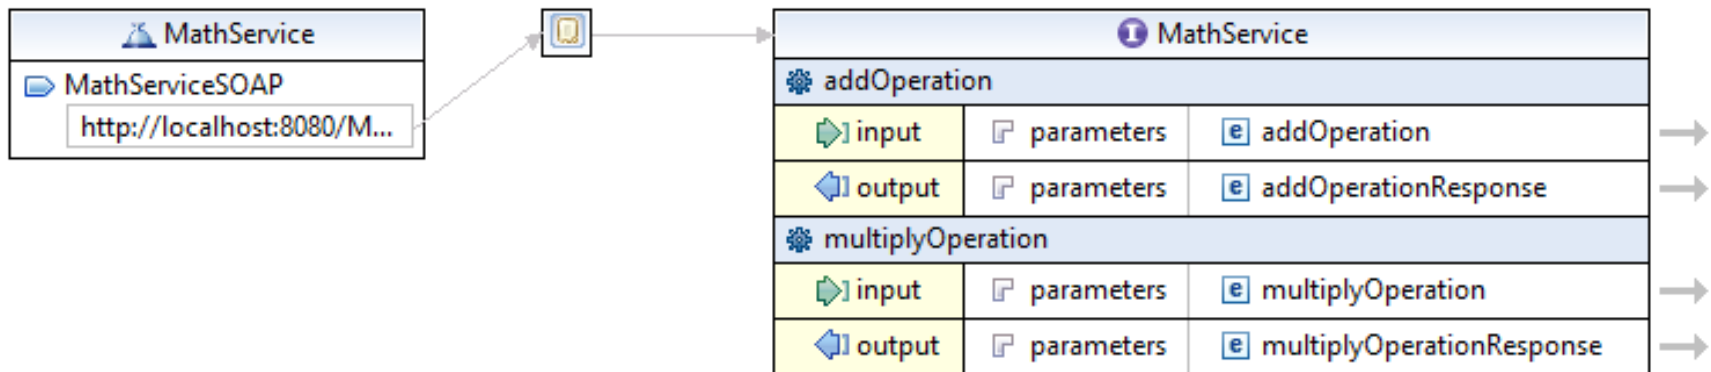 MathService
MathServiceSOAP
http://localhost:8080/M...
MathService
addOperation
input parameters addOperation
output parameters addOperationResponse
multiplyOperation
input parameters multiplyOperation
output parameters multiplyOperationResponse